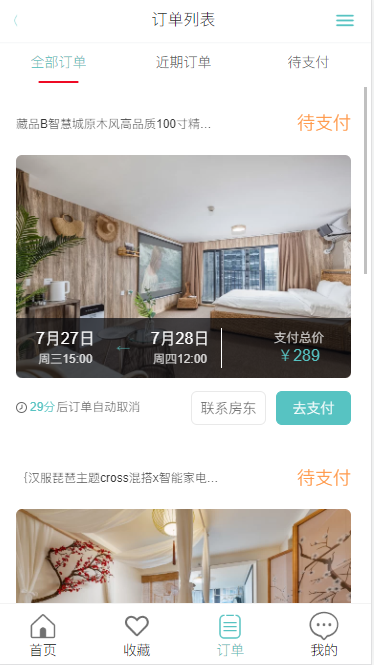 订单列表
全部订单 近期订单 待支付
藏品B智慧城原木风高品质100寸精... 待支付
7月27日 ← 7月28日 支付总价
周三15:00 周四12:00 ￥289
29分后订单自动取消 联系房东 去支付
｛汉服琵琶主题cross混搭x智能家电... 待支付
首页 收藏 订单 我的